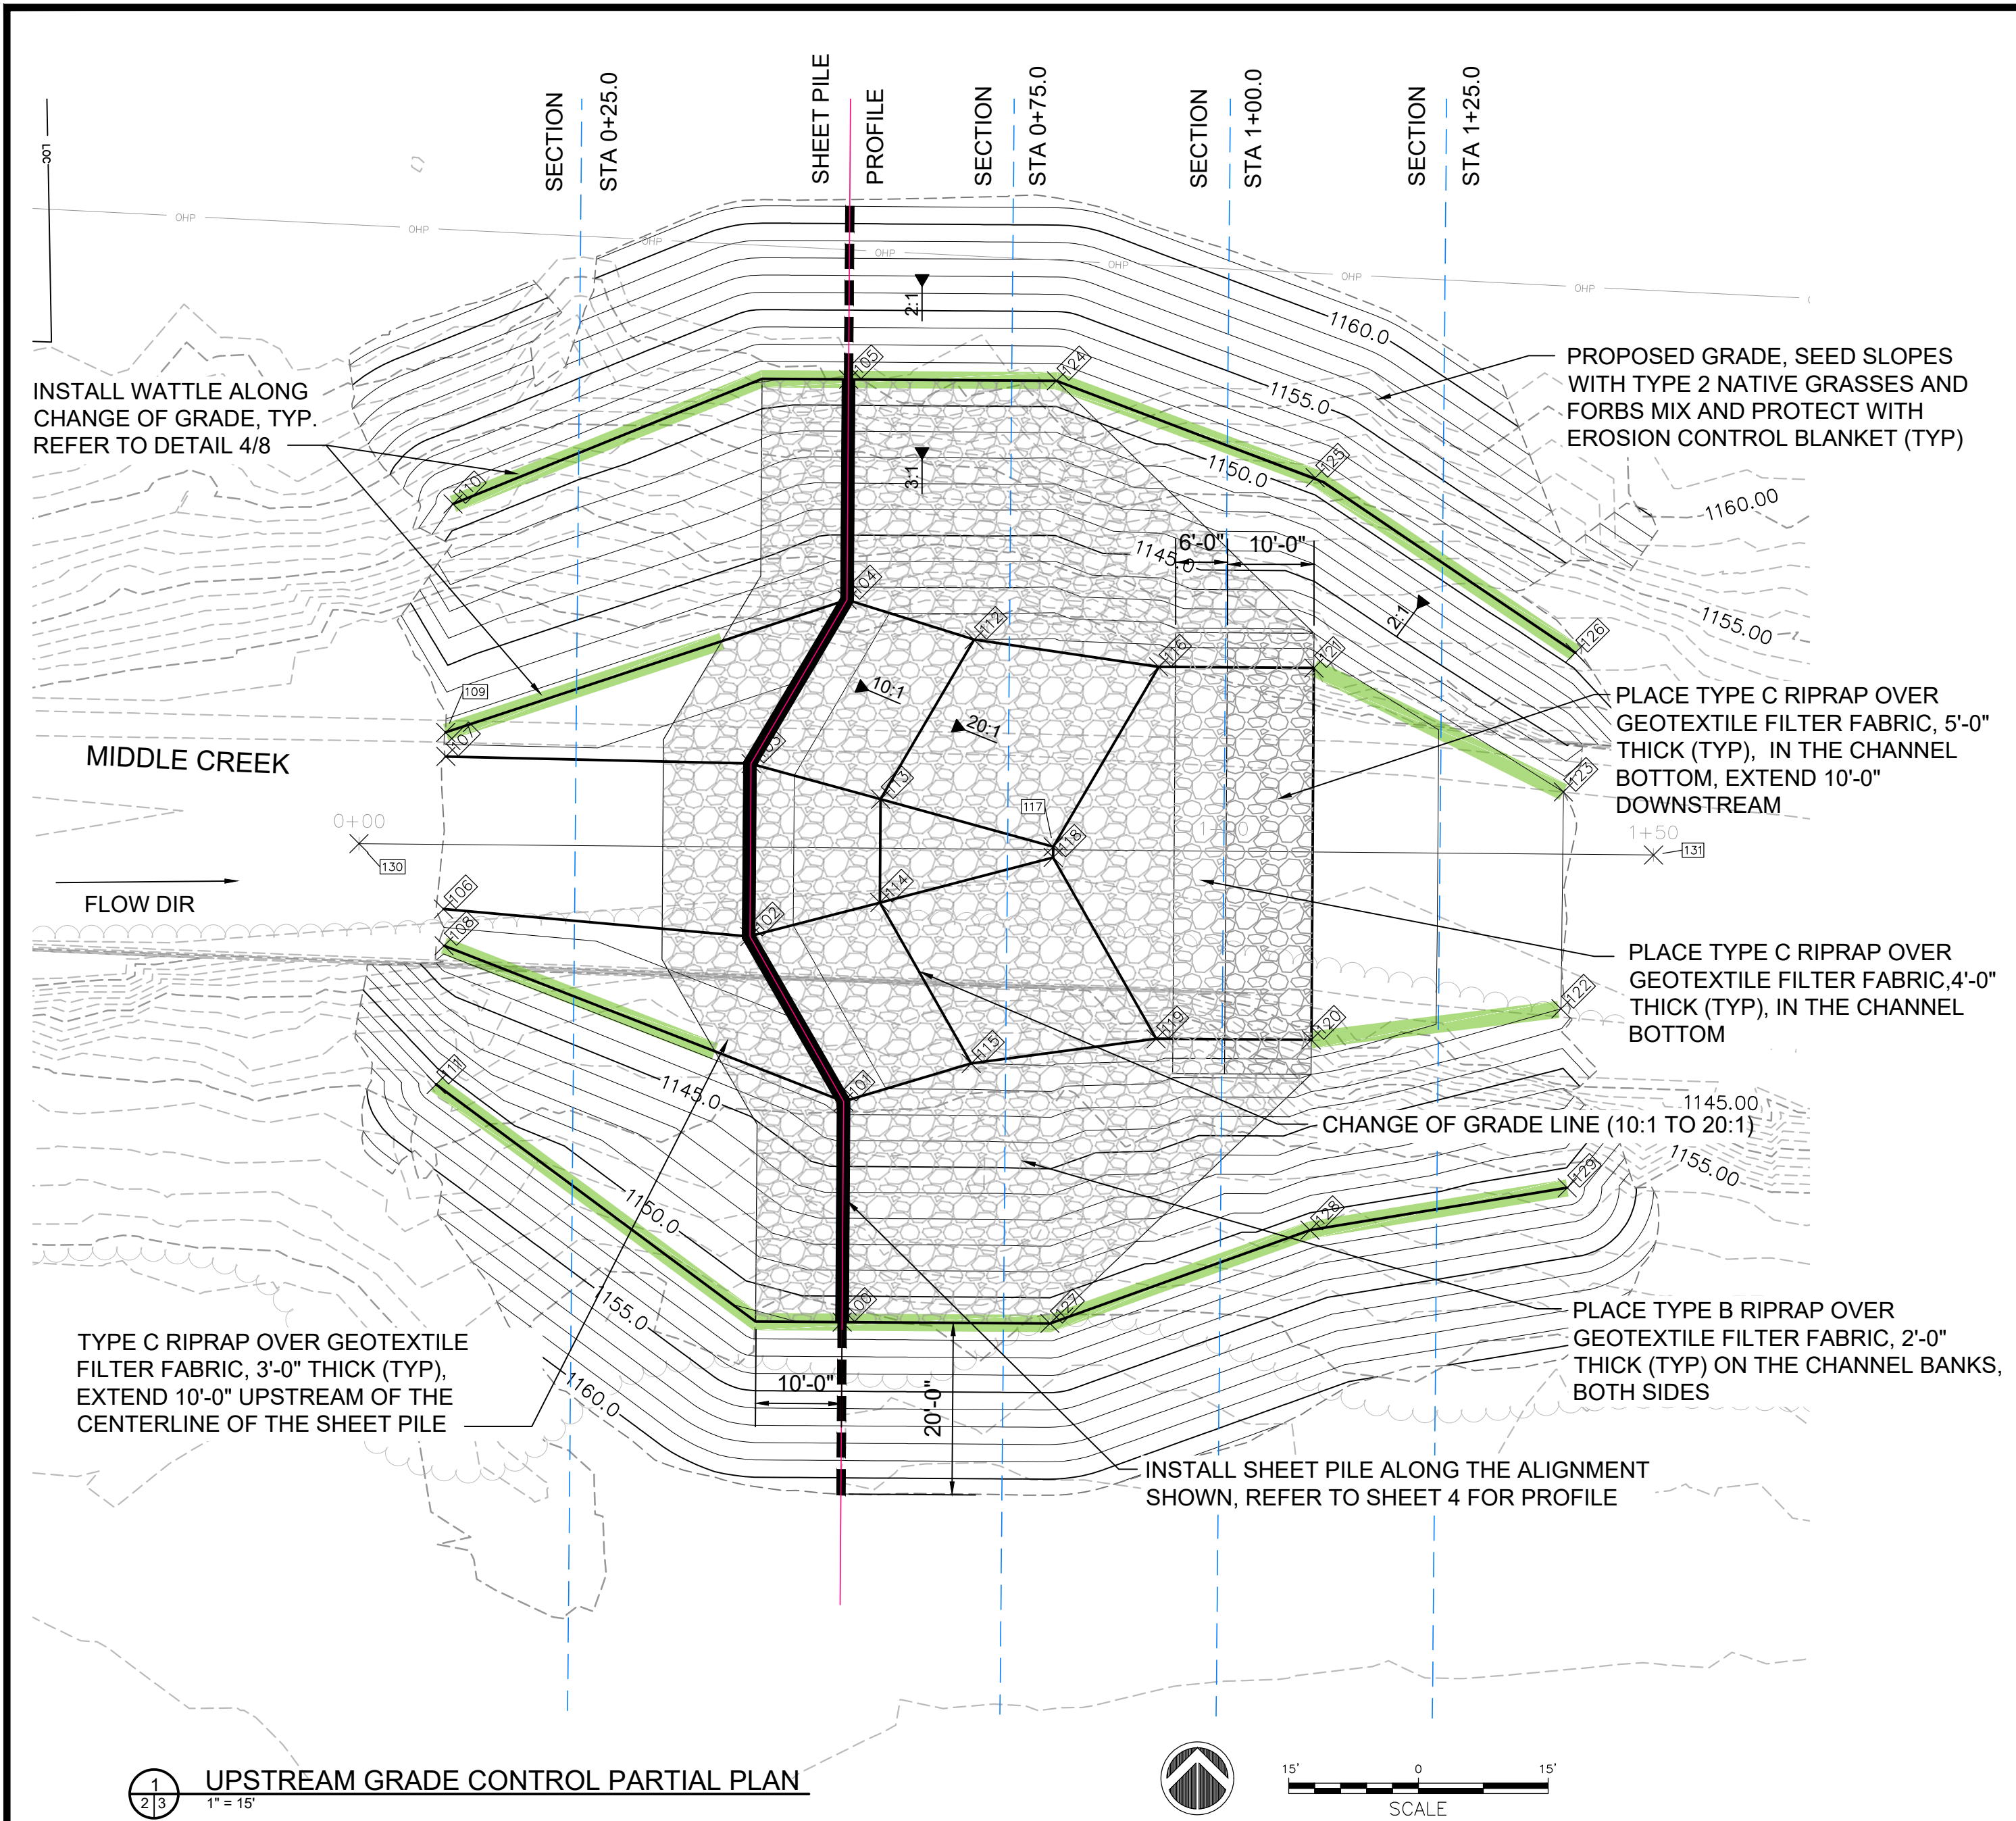 SECTION
STA 0+25.0
SHEET PILE
PROFILE
SECTION
STA 0+75.0
SECTION
STA 1+00.0
SECTION
STA 1+25.0
LOC
OHP
OHP
OHP
OHP
OHP
OHP
OHP
2:1
1160.0
105
124
INSTALL WATTLE ALONG
CHANGE OF GRADE, TYP.
REFER TO DETAIL 4/8
PROPOSED GRADE, SEED SLOPES
WITH TYPE 2 NATIVE GRASSES AND
FORBS MIX AND PROTECT WITH
EROSION CONTROL BLANKET (TYP)
1155.0
110
3:1
1150.0
125
1160.00
1145.0
6'-0"
10'-0"
104
112
116
2:1
121
126
1155.00
109
107
10:1
20:1
103
113
PLACE TYPE C RIPRAP OVER
GEOTEXTILE FILTER FABRIC, 5'-0"
THICK (TYP), IN THE CHANNEL
BOTTOM, EXTEND 10'-0"
DOWNSTREAM
MIDDLE CREEK
123
0+00
130
117
118
1+50
131
FLOW DIR
106
108
102
114
122
PLACE TYPE C RIPRAP OVER
GEOTEXTILE FILTER FABRIC,4'-0"
THICK (TYP), IN THE CHANNEL
BOTTOM
119
120
115
111
101
1145.0
1145.00
CHANGE OF GRADE LINE (10:1 TO 20:1)
1155.00
1150.0
128
129
1155.0
100
127
PLACE TYPE B RIPRAP OVER
GEOTEXTILE FILTER FABRIC, 2'-0"
THICK (TYP) ON THE CHANNEL BANKS,
BOTH SIDES
TYPE C RIPRAP OVER GEOTEXTILE
FILTER FABRIC, 3'-0" THICK (TYP),
EXTEND 10'-0" UPSTREAM OF THE
CENTERLINE OF THE SHEET PILE
1160.0
10'-0"
20'-0"
INSTALL SHEET PILE ALONG THE ALIGNMENT
SHOWN, REFER TO SHEET 4 FOR PROFILE
1
2 3
UPSTREAM GRADE CONTROL PARTIAL PLAN
1" = 15'
15' 0 15'
SCALE